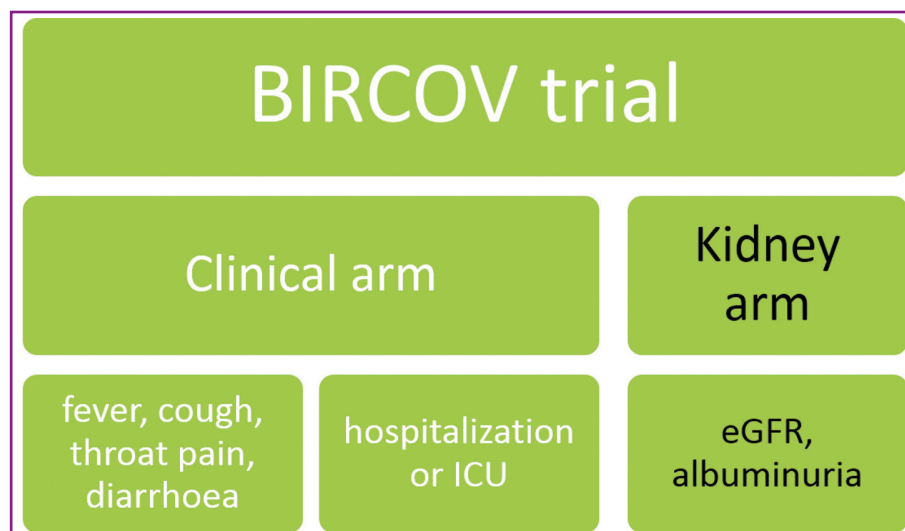 BIRCOV trial
Clinical arm
Kidney
arm
fever, cough,
throat pain,
diarrhoea
hospitalization
or ICU
eGFR,
albuminuria